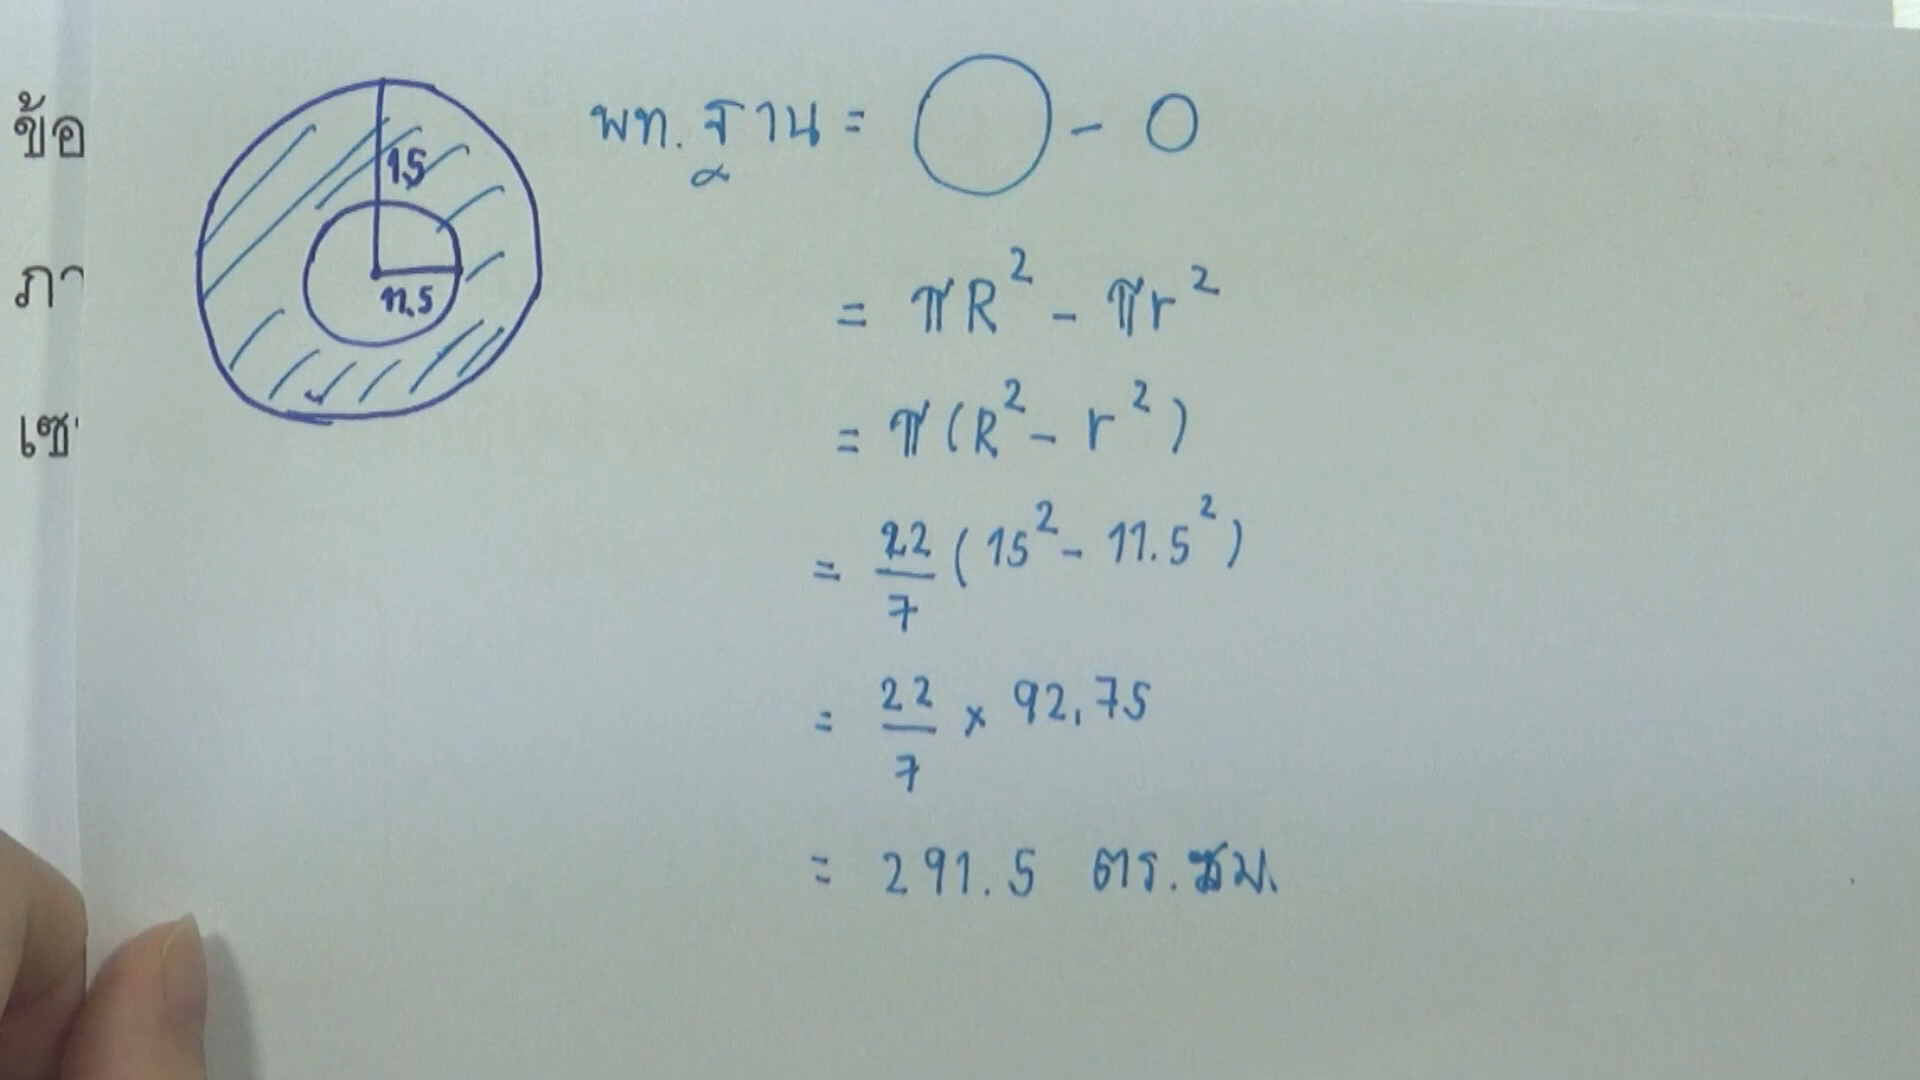 ข้อ
ภา
เซ
15
11.5
พท. ฐาน = ◯ - ○
= πR² - πr²
= π(R² - r²)
= 22/7 (15² - 11.5²)
= 22/7 × 92.75
= 291.5 ตร.ซม.